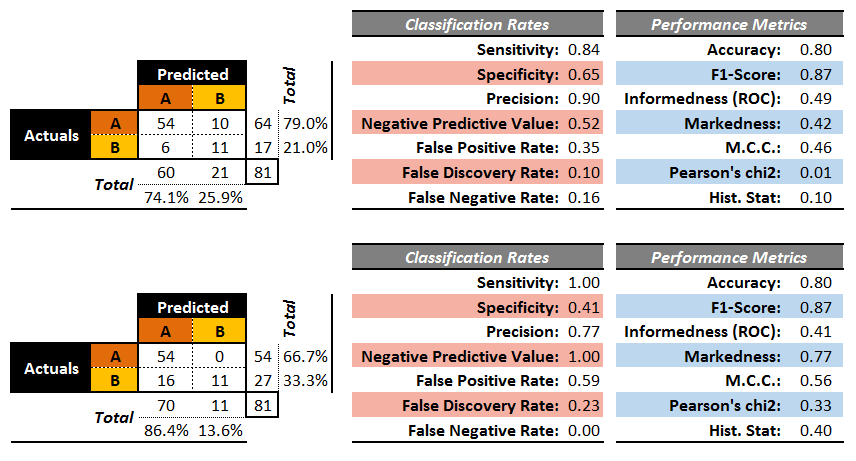 Classification Rates Performance Metrics
Sensitivity: 0.84 Accuracy: 0.80
Predicted Total Specificity: 0.65 F1-Score: 0.87
A B Precision: 0.90 Informedness (ROC): 0.49
Actuals A 54 10 64 79.0% Negative Predictive Value: 0.52 Markedness: 0.42
B 6 11 17 21.0% False Positive Rate: 0.35 M.C.C.: 0.46
Total 60 21 81 False Discovery Rate: 0.10 Pearson's chi2: 0.01
74.1% 25.9% False Negative Rate: 0.16 Hist. Stat: 0.10
Classification Rates Performance Metrics
Sensitivity: 1.00 Accuracy: 0.80
Predicted Total Specificity: 0.41 F1-Score: 0.87
A B Precision: 0.77 Informedness (ROC): 0.41
Actuals A 54 0 54 66.7% Negative Predictive Value: 1.00 Markedness: 0.77
B 16 11 27 33.3% False Positive Rate: 0.59 M.C.C.: 0.56
Total 70 11 81 False Discovery Rate: 0.23 Pearson's chi2: 0.33
86.4% 13.6% False Negative Rate: 0.00 Hist. Stat: 0.40